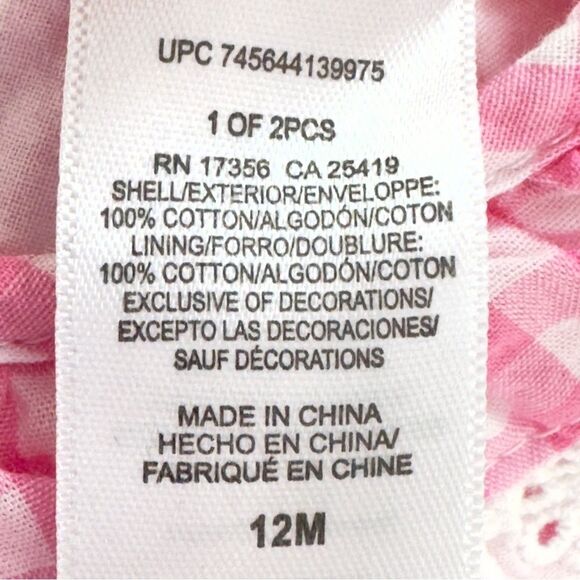 UPC 745644139975
1 OF 2PCS
RN 17356 CA 25419
SHELL/EXTERIOR/ENVELOPPE:
100% COTTON/ALGODÓN/COTON
LINING/FORRO/DOUBLURE:
100% COTTON/ALGODÓN/COTON
EXCLUSIVE OF DECORATIONS/
EXCEPTO LAS DECORACIONES/
SAUF DÉCORATIONS
MADE IN CHINA
HECHO EN CHINA/
FABRIQUÉ EN CHINE
12M